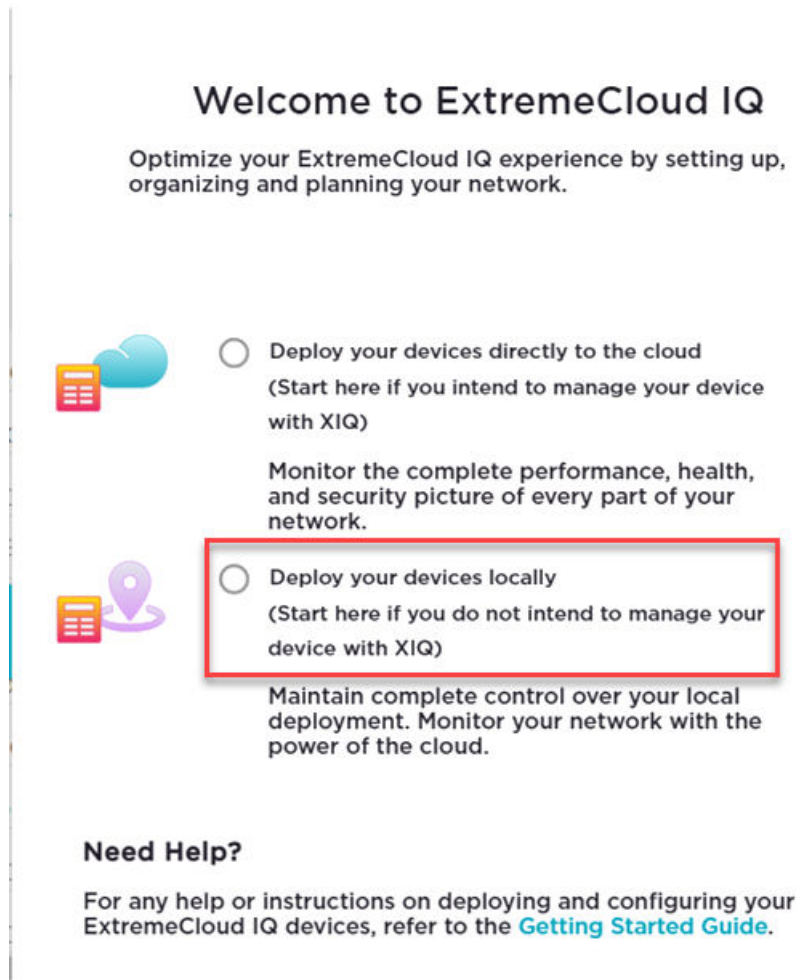 Welcome to ExtremeCloud IQ
Optimize your ExtremeCloud IQ experience by setting up,
organizing and planning your network.
Deploy your devices directly to the cloud
(Start here if you intend to manage your device
with XIQ)
Monitor the complete performance, health,
and security picture of every part of your
network.
Deploy your devices locally
(Start here if you do not intend to manage your
device with XIQ)
Maintain complete control over your local
deployment. Monitor your network with the
power of the cloud.
Need Help?
For any help or instructions on deploying and configuring your
ExtremeCloud IQ devices, refer to the Getting Started Guide.